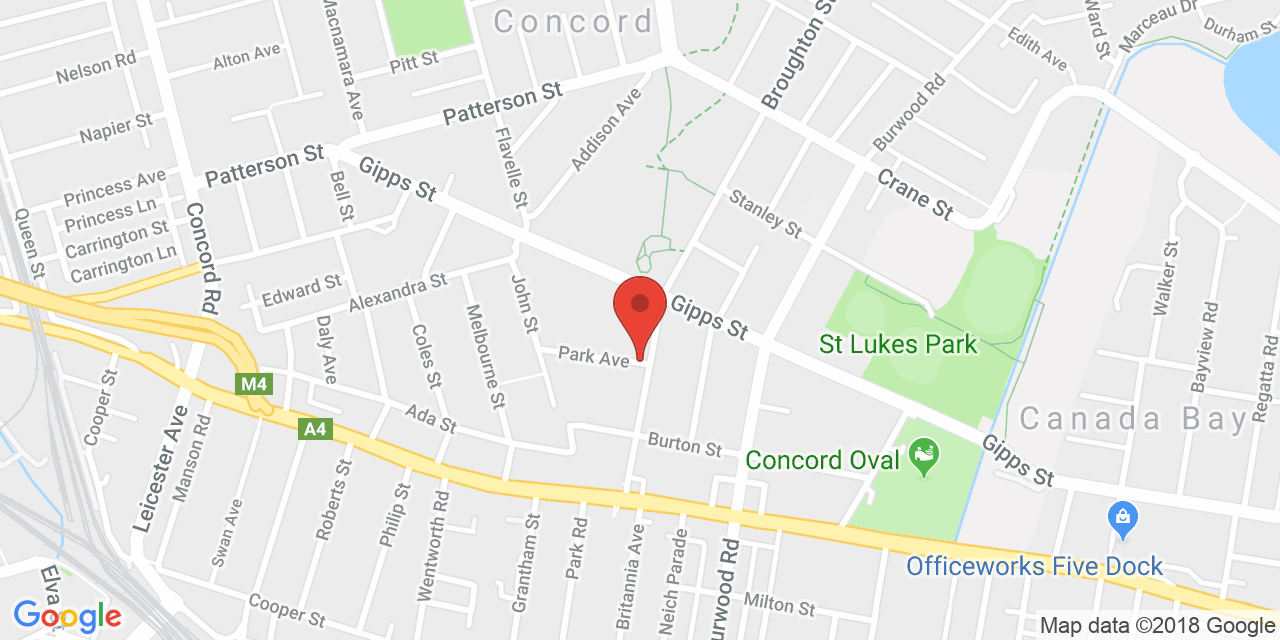 Concord
Macnamara Ave
Ward St
Marceau Dr
Durham St
Edith Ave
Broughton St
Nelson Rd
Alton Ave
Pitt St
Burwood Rd
Patterson St
Addison Ave
Napier St
Flavelle St
Patterson St
Gipps St
Princess Ave
Bell St
Crane St
Princess Ln
Concord Rd
Stanley St
Queen St
Carrington St
Carrington Ln
Walker St
Edward St
Alexandra St
John St
Gipps St
Daly Ave
Coles St
Melbourne St
Park Ave
St Lukes Park
Bayview Rd
Regatta Rd
M4
Cooper St
Leicester Ave
Manson Rd
Ada St
A4
Burton St
Canada Bay
Concord Oval
Gipps St
Roberts St
Philip St
Wentworth Rd
Swan Ave
Grantham St
Park Rd
Britannia Ave
Neich Parade
Burwood Rd
Officeworks Five Dock
Elva
Cooper St
Milton St
Google
Map data ©2018 Google